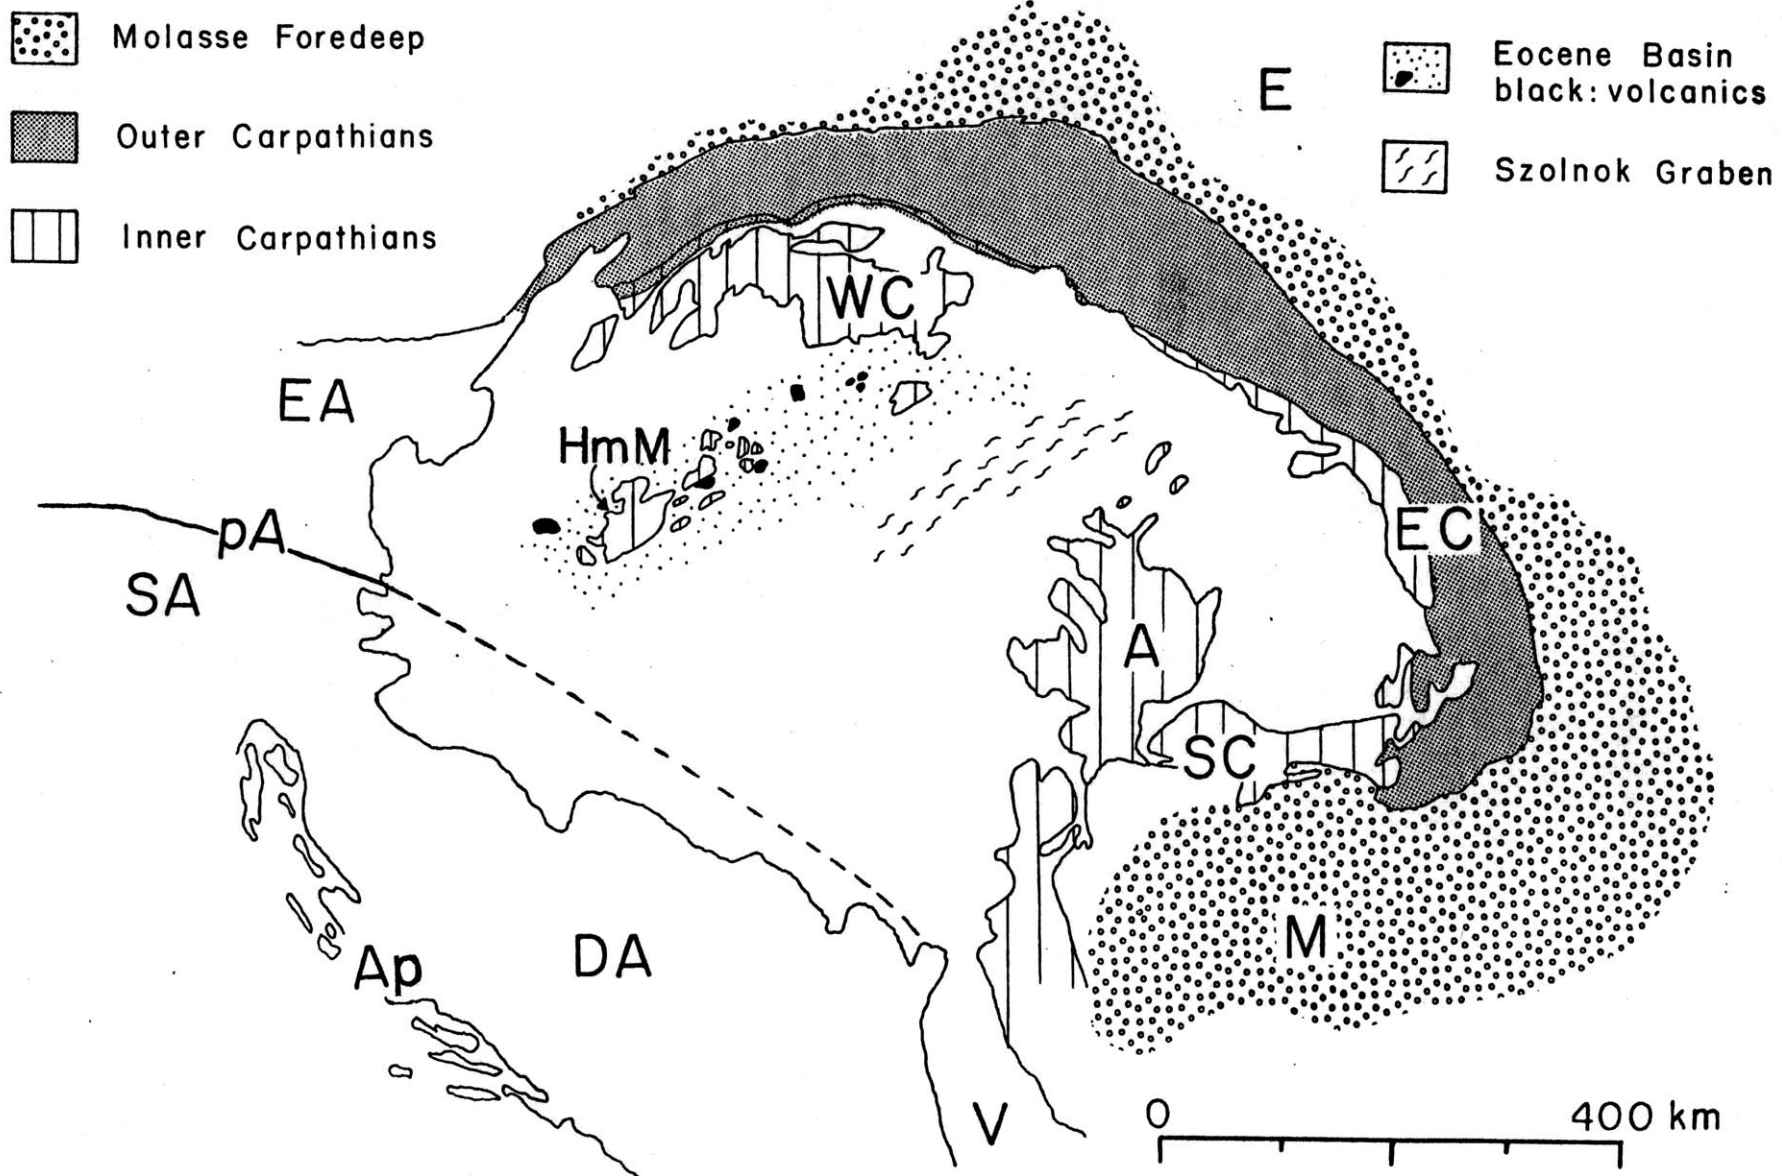 Molasse Foredeep
Outer Carpathians
Inner Carpathians
E
Eocene Basin
black: volcanics
Szolnok Graben
WC
EA
HmM
pA
SA
EC
A
SC
M
Ap
DA
V
0
400 km